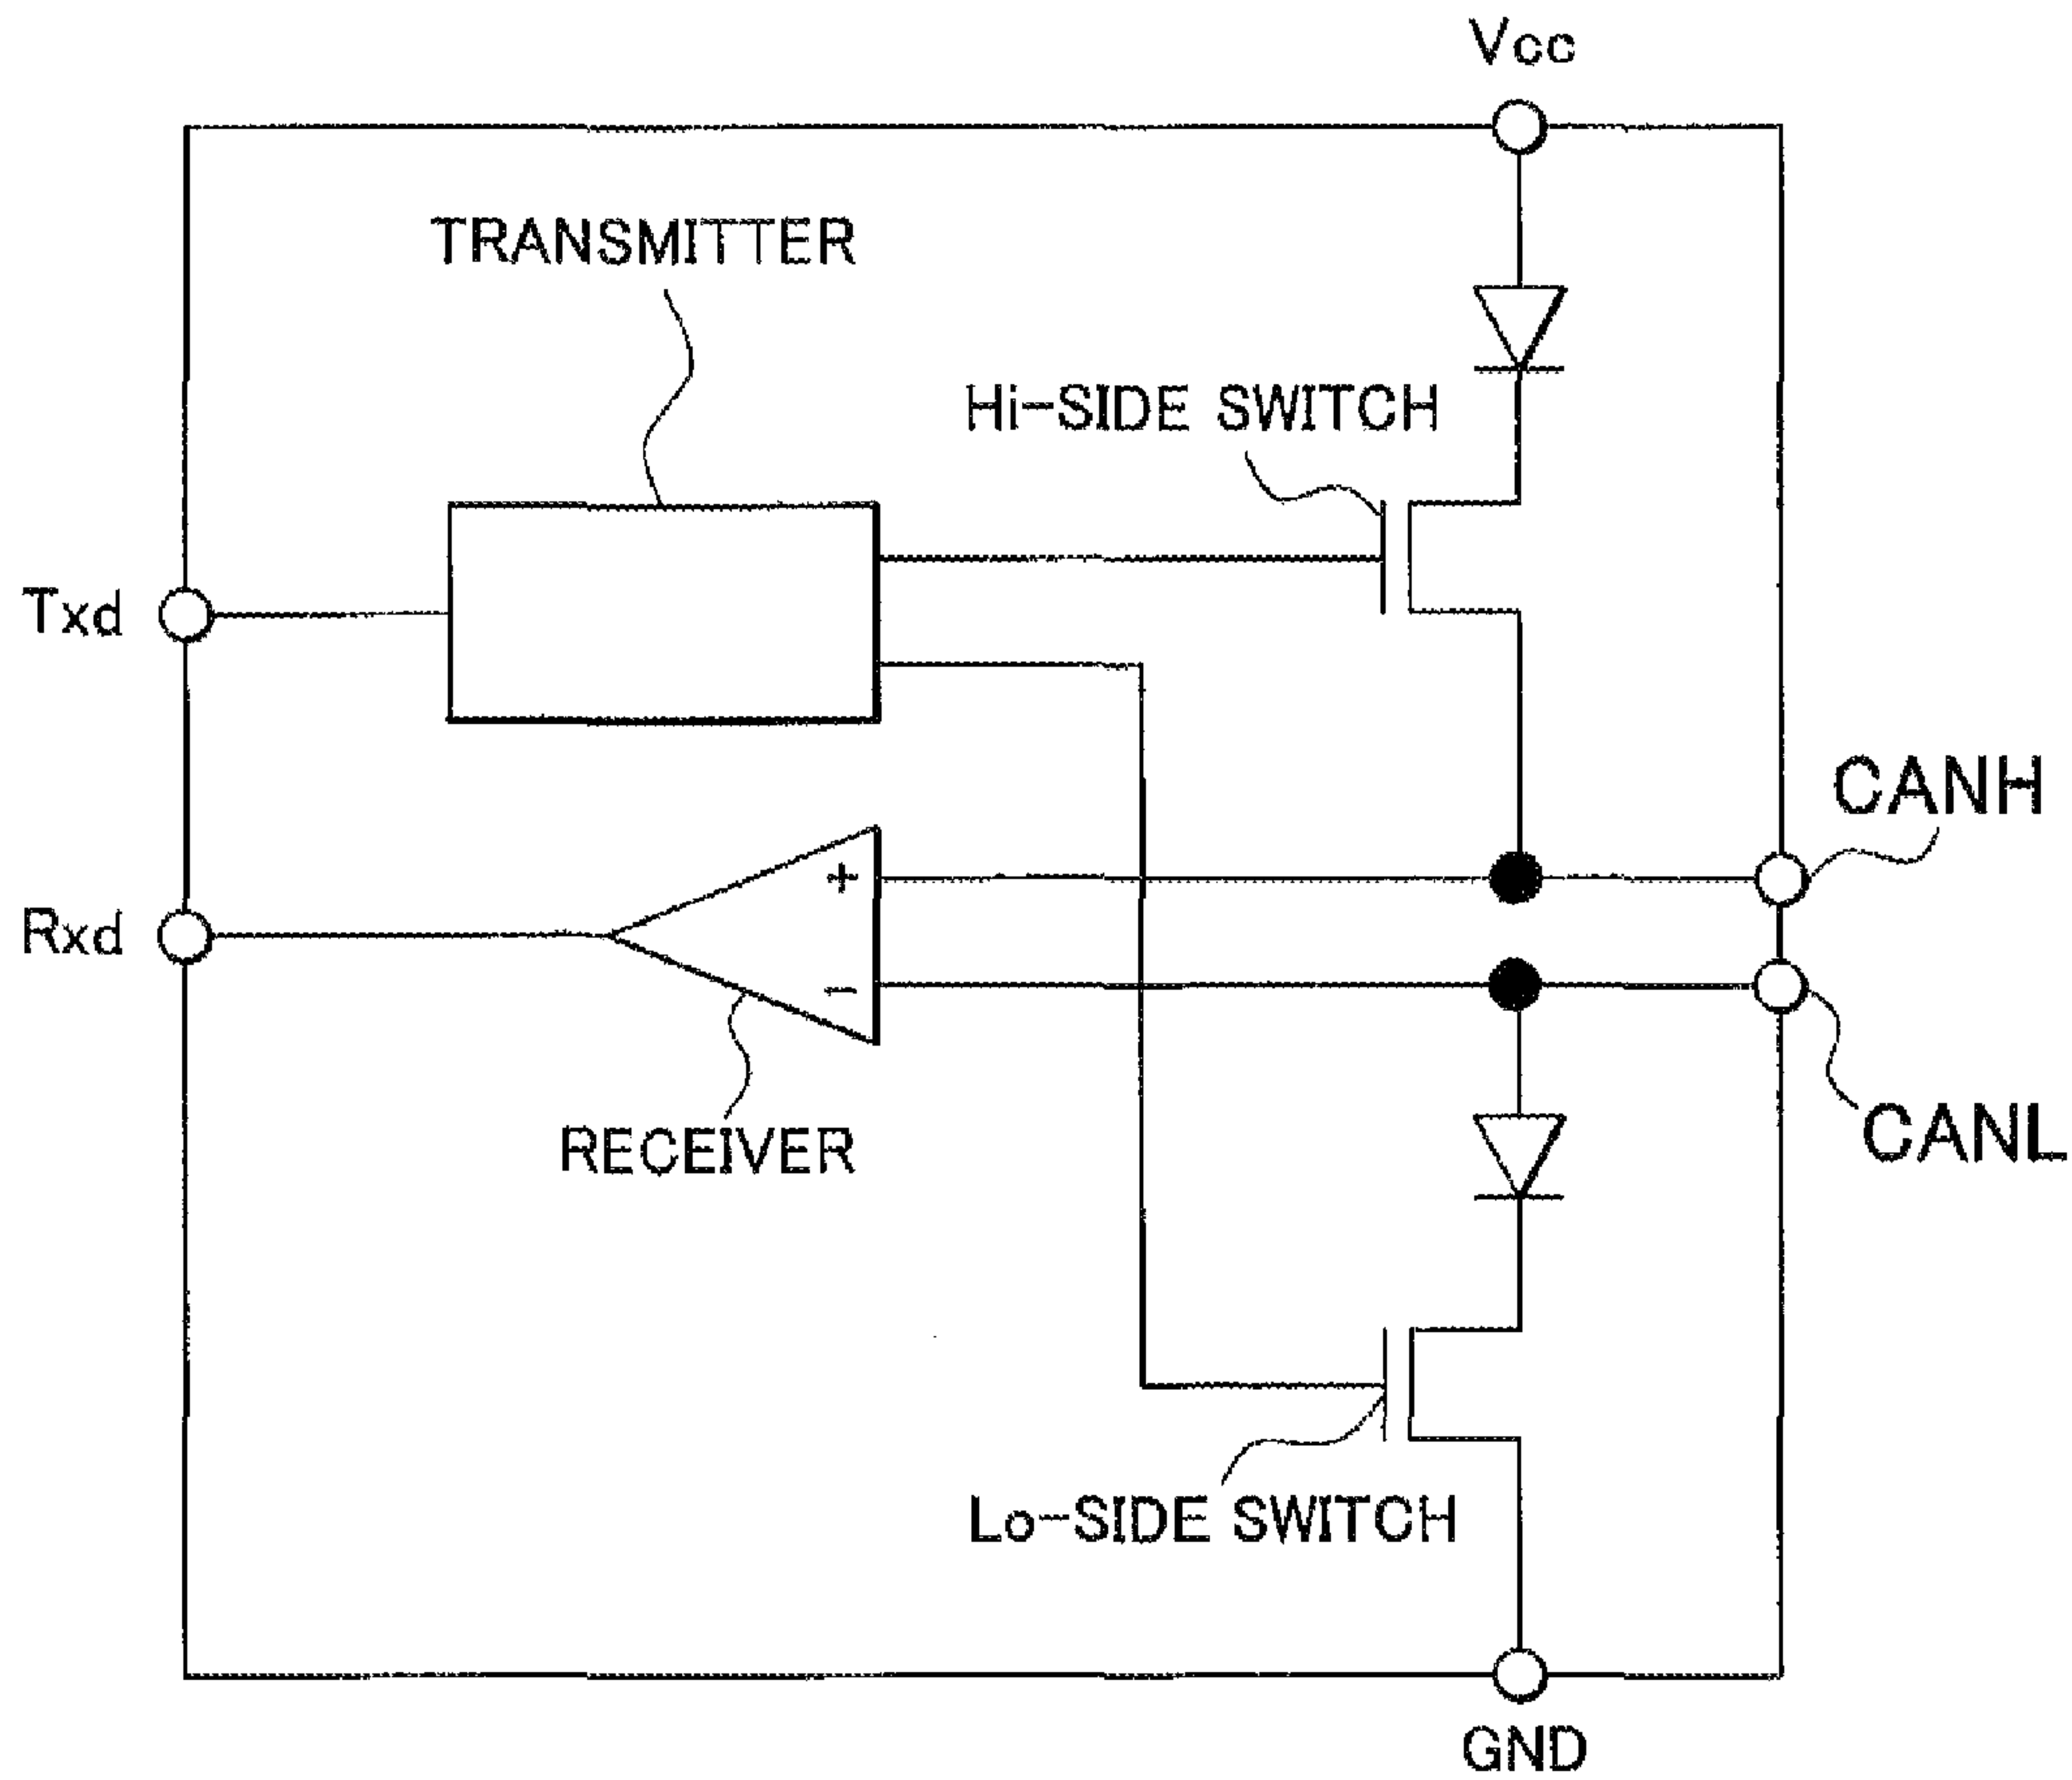 Vcc
TRANSMITTER
Hi-SIDE SWITCH
Txd
CANH
+
Rxd
-
CANL
RECEIVER
Lo-SIDE SWITCH
GND